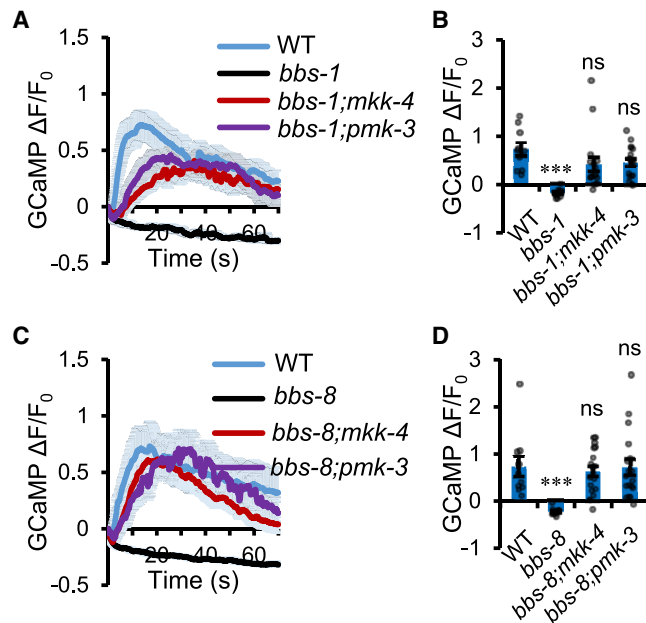 A
GCaMP ΔF/F0
1.5
1
0.5
0
-0.5
20
40
60
Time (s)
WT
bbs-1
bbs-1;mkk-4
bbs-1;pmk-3
B
GCaMP ΔF/F0
3
2
1
0
-1
***
ns
ns
WT
bbs-1
bbs-1;mkk-4
bbs-1;pmk-3
C
GCaMP ΔF/F0
1.5
1
0.5
0
-0.5
20
40
60
Time (s)
WT
bbs-8
bbs-8;mkk-4
bbs-8;pmk-3
D
GCaMP ΔF/F0
3
2
1
0
-1
***
ns
ns
WT
bbs-8
bbs-8;mkk-4
bbs-8;pmk-3